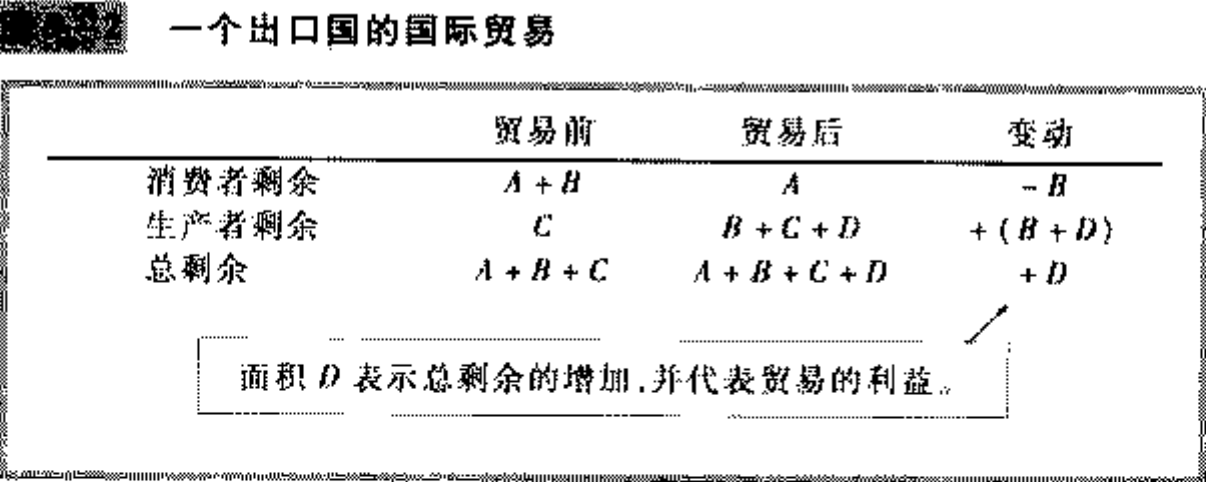 一个出口国的国际贸易
贸易前 贸易后 变动
消费者剩余 A + B A - B
生产者剩余 C B + C + D + ( B + D )
总剩余 A + B + C A + B + C + D + D
面积 D 表示总剩余的增加,并代表贸易的利益。